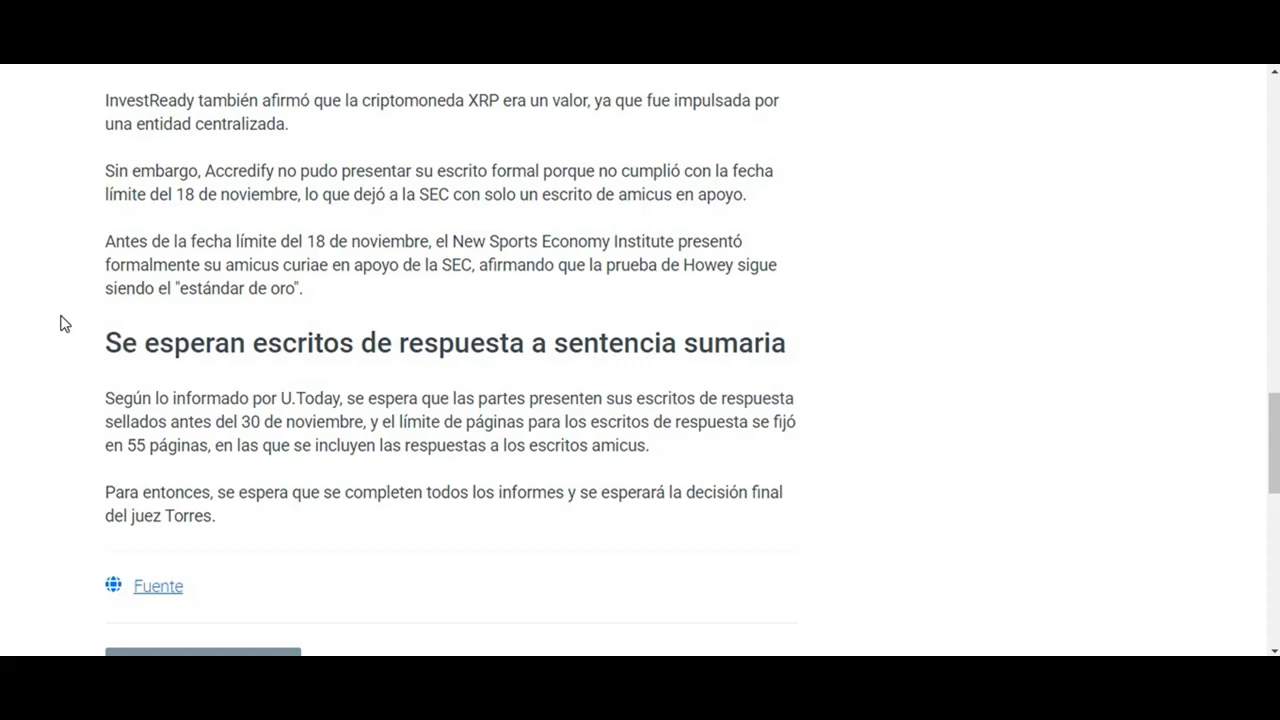 InvestReady también afirmó que la criptomoneda XRP era un valor, ya que fue impulsada por
una entidad centralizada.
Sin embargo, Accredify no pudo presentar su escrito formal porque no cumplió con la fecha
límite del 18 de noviembre, lo que dejó a la SEC con solo un escrito de amicus en apoyo.
Antes de la fecha límite del 18 de noviembre, el New Sports Economy Institute presentó
formalmente su amicus curiae en apoyo de la SEC, afirmando que la prueba de Howey sigue
siendo el "estándar de oro".
Se esperan escritos de respuesta a sentencia sumaria
Según lo informado por U.Today, se espera que las partes presenten sus escritos de respuesta
sellados antes del 30 de noviembre, y el límite de páginas para los escritos de respuesta se fijó
en 55 páginas, en las que se incluyen las respuestas a los escritos amicus.
Para entonces, se espera que se completen todos los informes y se esperará la decisión final
del juez Torres.
Fuente